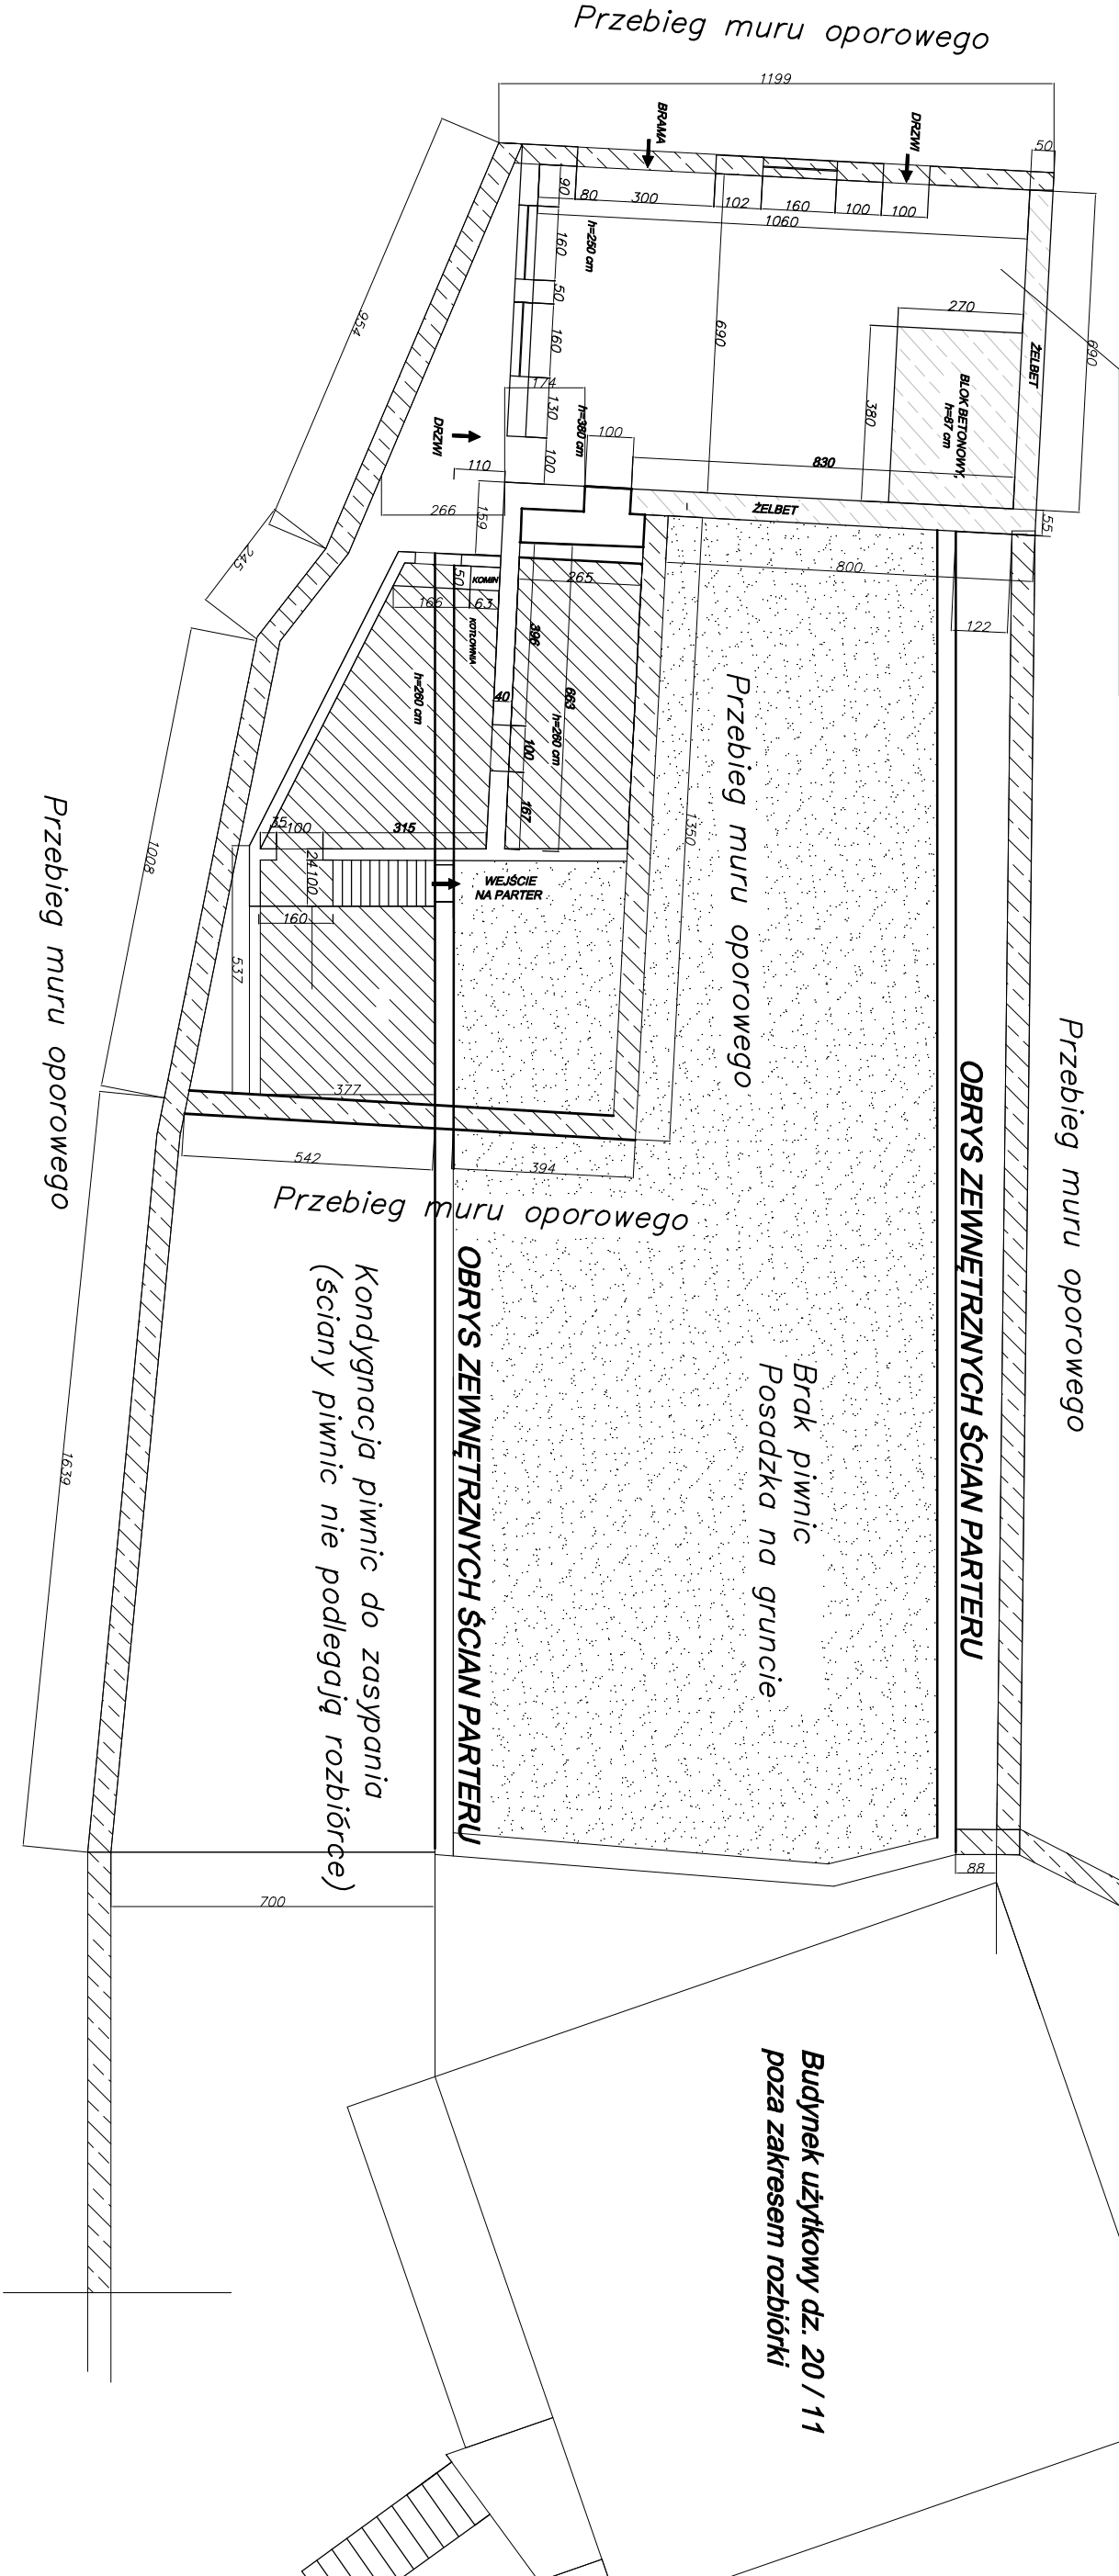 Przebieg muru oporowego
1199
50
BRAMA
DRZWI
90
80
300
102
160
100
100
1060
h=250 cm
160
50
160
174
130
100
h=380 cm
100
690
270
690
ŻELBET
BLOK BETONOWY,
h=87 cm
380
830
954
DRZWI
110
266
159
ŻELBET
55
245
50
KOMIN
166
63
KOTŁOWNIA
265
800
122
396
663
h=260 cm
40
h=260 cm
100
167
1350
Przebieg muru oporowego
35
100
315
24
100
WEJŚCIE
NA PARTER
160
537
1008
Przebieg muru oporowego
Przebieg muru oporowego
377
542
394
Przebieg muru oporowego
OBRYS ZEWNĘTRZNYCH ŚCIAN PARTERU
OBRYS ZEWNĘTRZNYCH ŚCIAN PARTERU
Kondygnacja piwnic do zasypania
(ściany piwnic nie podlegają rozbiórce)
Brak piwnic
Posadzka na gruncie
1639
88
700
Budynek użytkowy dz. 20 / 11
poza zakresem rozbiórki